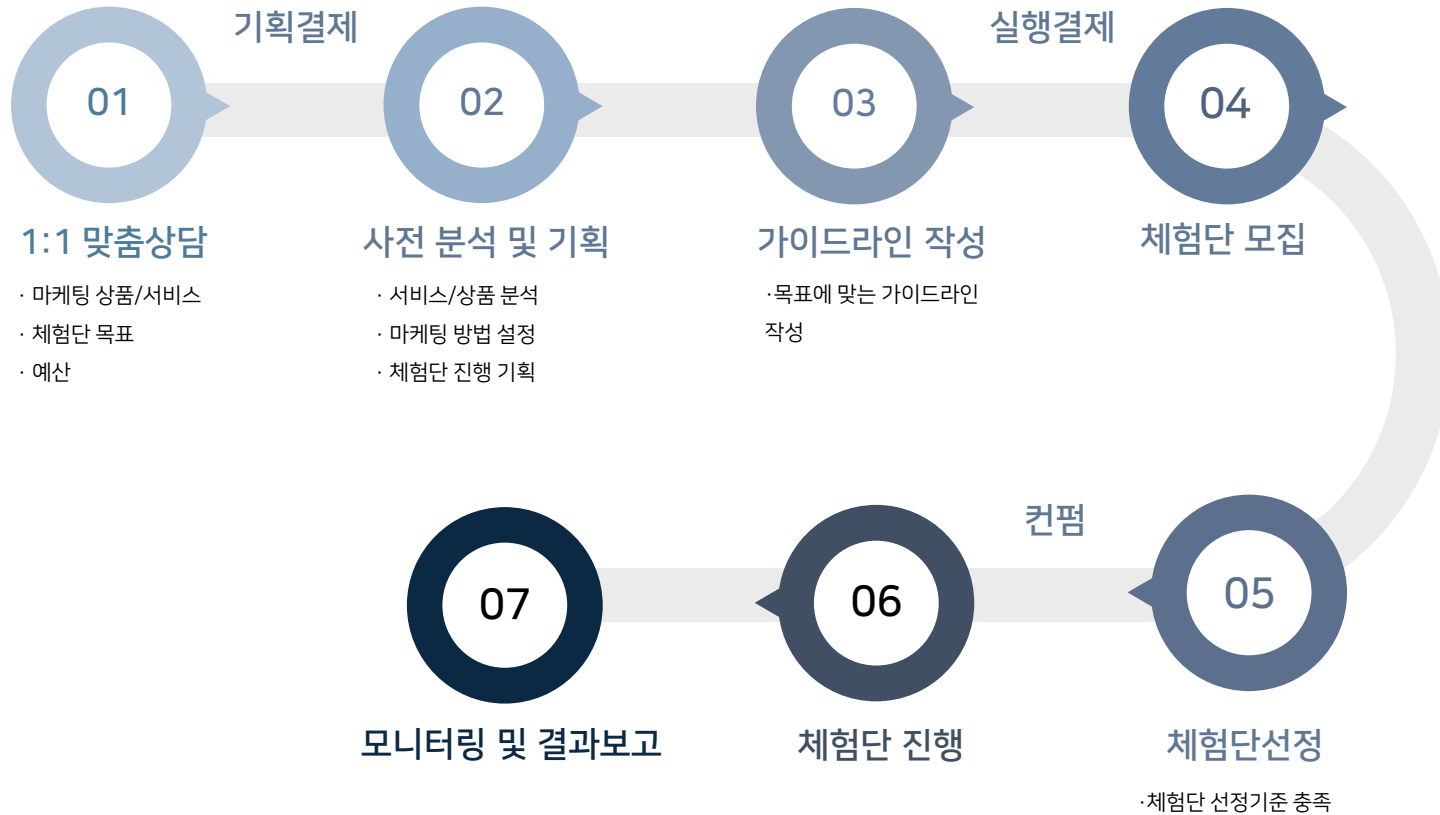 기획결제
실행결제
01
02
03
04
1:1 맞춤상담
사전 분석 및 기획
가이드라인 작성
체험단 모집
· 마케팅 상품/서비스
· 체험단 목표
· 예산
· 서비스/상품 분석
· 마케팅 방법 설정
· 체험단 진행 기획
·목표에 맞는 가이드라인
작성
컨펌
05
06
07
체험단선정
·체험단 선정기준 충족
체험단 진행
모니터링 및 결과보고